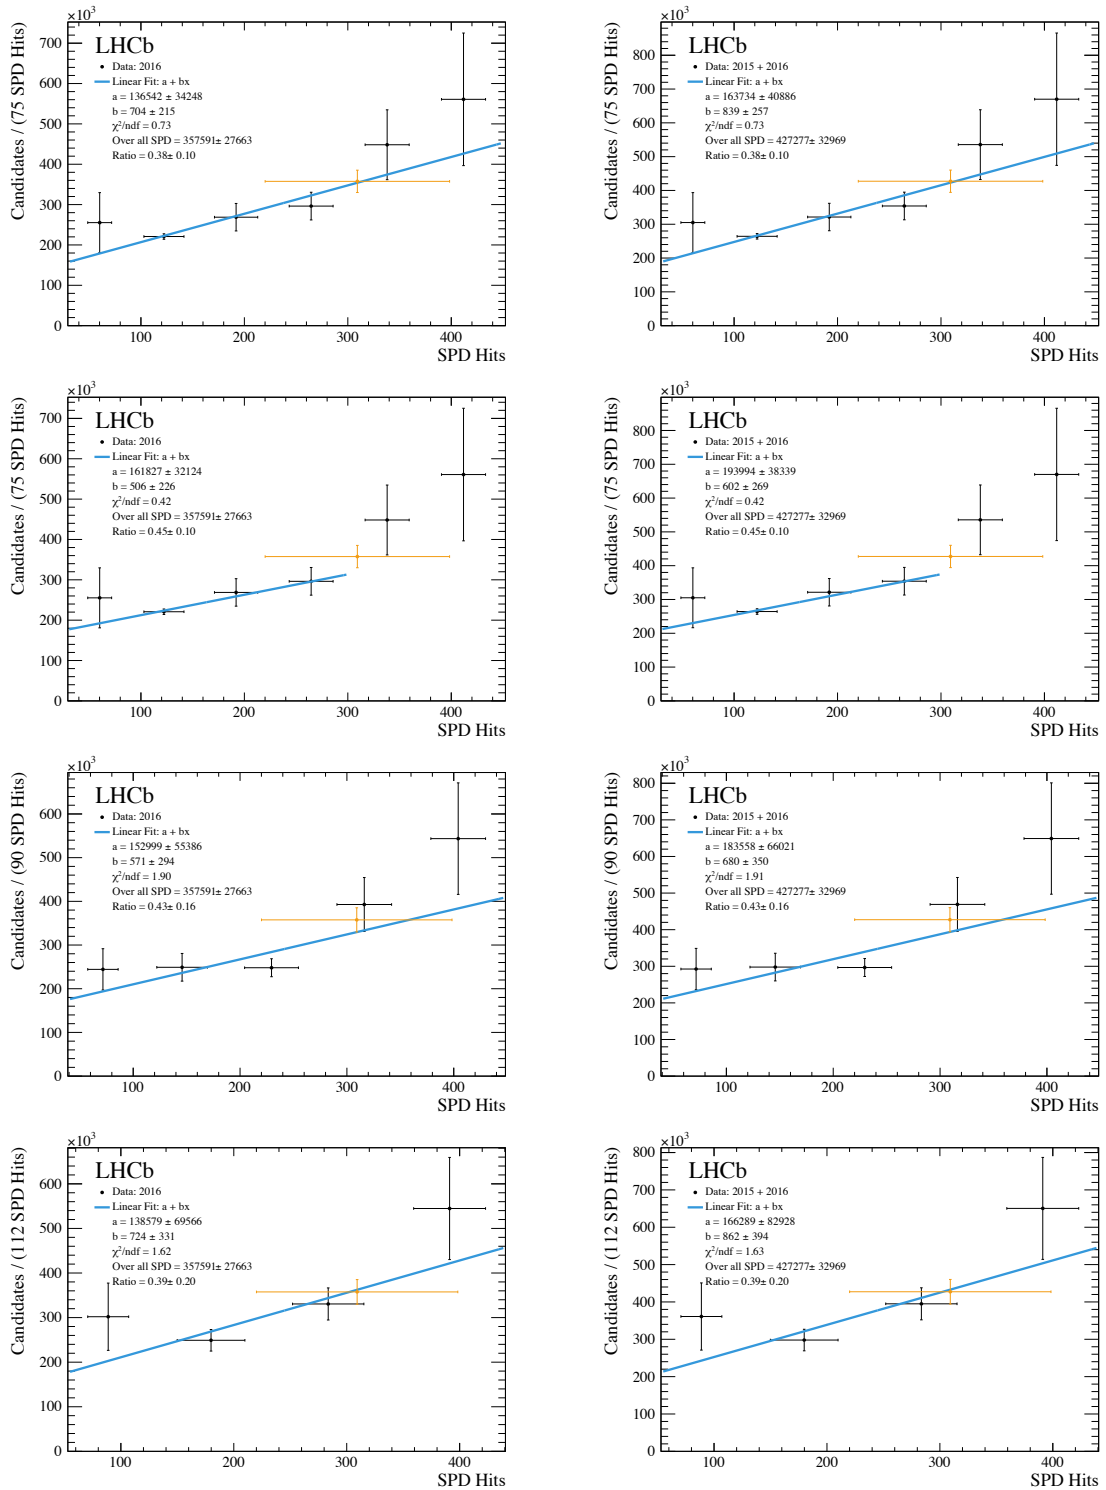 ×10³
700
600
500
400
300
200
100
0
Candidates / (75 SPD Hits)
LHCb
Data: 2016
Linear Fit: a + bx
a = 136542 ± 34248
b = 704 ± 215
χ²/ndf = 0.73
Over all SPD = 357591± 27663
Ratio = 0.38± 0.10
100 200 300 400
SPD Hits
×10³
900
800
700
600
500
400
300
200
100
0
Candidates / (75 SPD Hits)
LHCb
Data: 2015 + 2016
Linear Fit: a + bx
a = 163734 ± 40886
b = 839 ± 257
χ²/ndf = 0.73
Over all SPD = 427277± 32969
Ratio = 0.38± 0.10
100 200 300 400
SPD Hits
×10³
700
600
500
400
300
200
100
0
Candidates / (75 SPD Hits)
LHCb
Data: 2016
Linear Fit: a + bx
a = 161827 ± 32124
b = 506 ± 226
χ²/ndf = 0.42
Over all SPD = 357591± 27663
Ratio = 0.45± 0.10
100 200 300 400
SPD Hits
×10³
800
700
600
500
400
300
200
100
0
Candidates / (75 SPD Hits)
LHCb
Data: 2015 + 2016
Linear Fit: a + bx
a = 193994 ± 38339
b = 602 ± 269
χ²/ndf = 0.42
Over all SPD = 427277± 32969
Ratio = 0.45± 0.10
100 200 300 400
SPD Hits
×10³
600
500
400
300
200
100
0
Candidates / (90 SPD Hits)
LHCb
Data: 2016
Linear Fit: a + bx
a = 152999 ± 55386
b = 571 ± 294
χ²/ndf = 1.90
Over all SPD = 357591± 27663
Ratio = 0.43± 0.16
100 200 300 400
SPD Hits
×10³
800
700
600
500
400
300
200
100
0
Candidates / (90 SPD Hits)
LHCb
Data: 2015 + 2016
Linear Fit: a + bx
a = 183558 ± 66021
b = 680 ± 350
χ²/ndf = 1.91
Over all SPD = 427277± 32969
Ratio = 0.43± 0.16
100 200 300 400
SPD Hits
×10³
600
500
400
300
200
100
0
Candidates / (112 SPD Hits)
LHCb
Data: 2016
Linear Fit: a + bx
a = 138579 ± 69566
b = 724 ± 331
χ²/ndf = 1.62
Over all SPD = 357591± 27663
Ratio = 0.39± 0.20
100 200 300 400
SPD Hits
×10³
800
700
600
500
400
300
200
100
0
Candidates / (112 SPD Hits)
LHCb
Data: 2015 + 2016
Linear Fit: a + bx
a = 166289 ± 82928
b = 862 ± 394
χ²/ndf = 1.63
Over all SPD = 427277± 32969
Ratio = 0.39± 0.20
100 200 300 400
SPD Hits